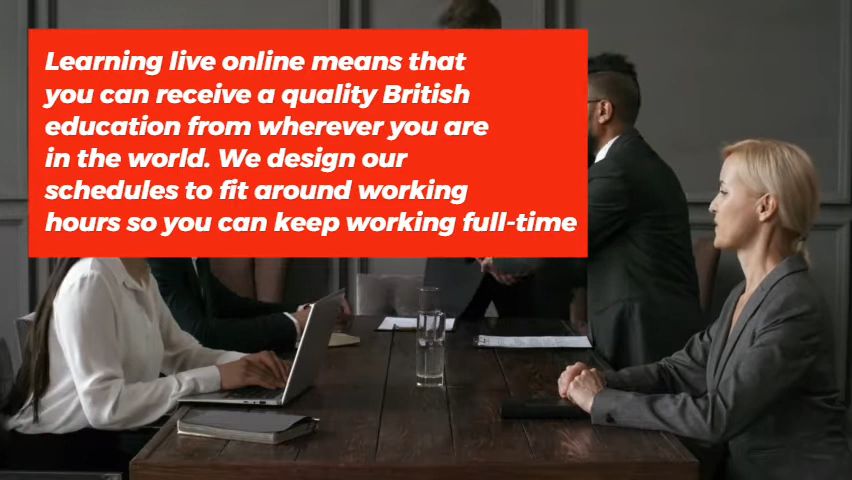 Learning live online means that
you can receive a quality British
education from wherever you are
in the world. We design our
schedules to fit around working
hours so you can keep working full-time